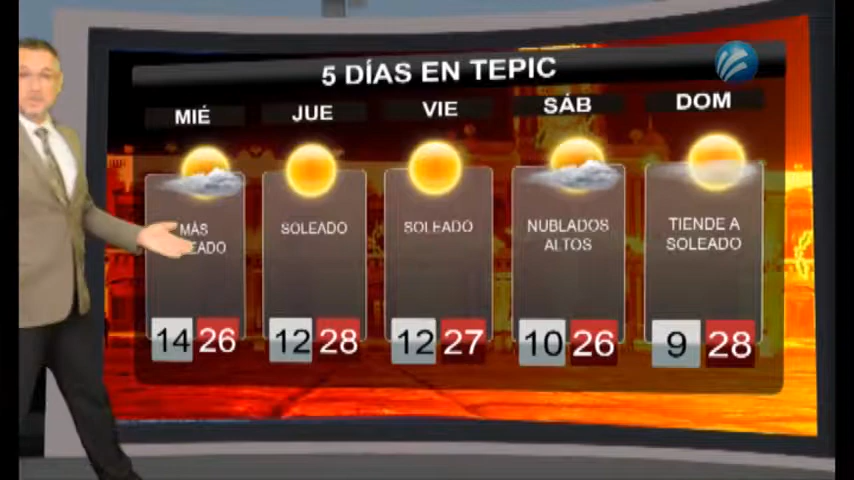 5 DÍAS EN TEPIC
MIÉ
JUE
VIE
SÁB
DOM
MÁS
SOLEADO
SOLEADO
NUBLADOS
ALTOS
TIENDE A
SOLEADO
14 26
12 28
12 27
10 26
9 28